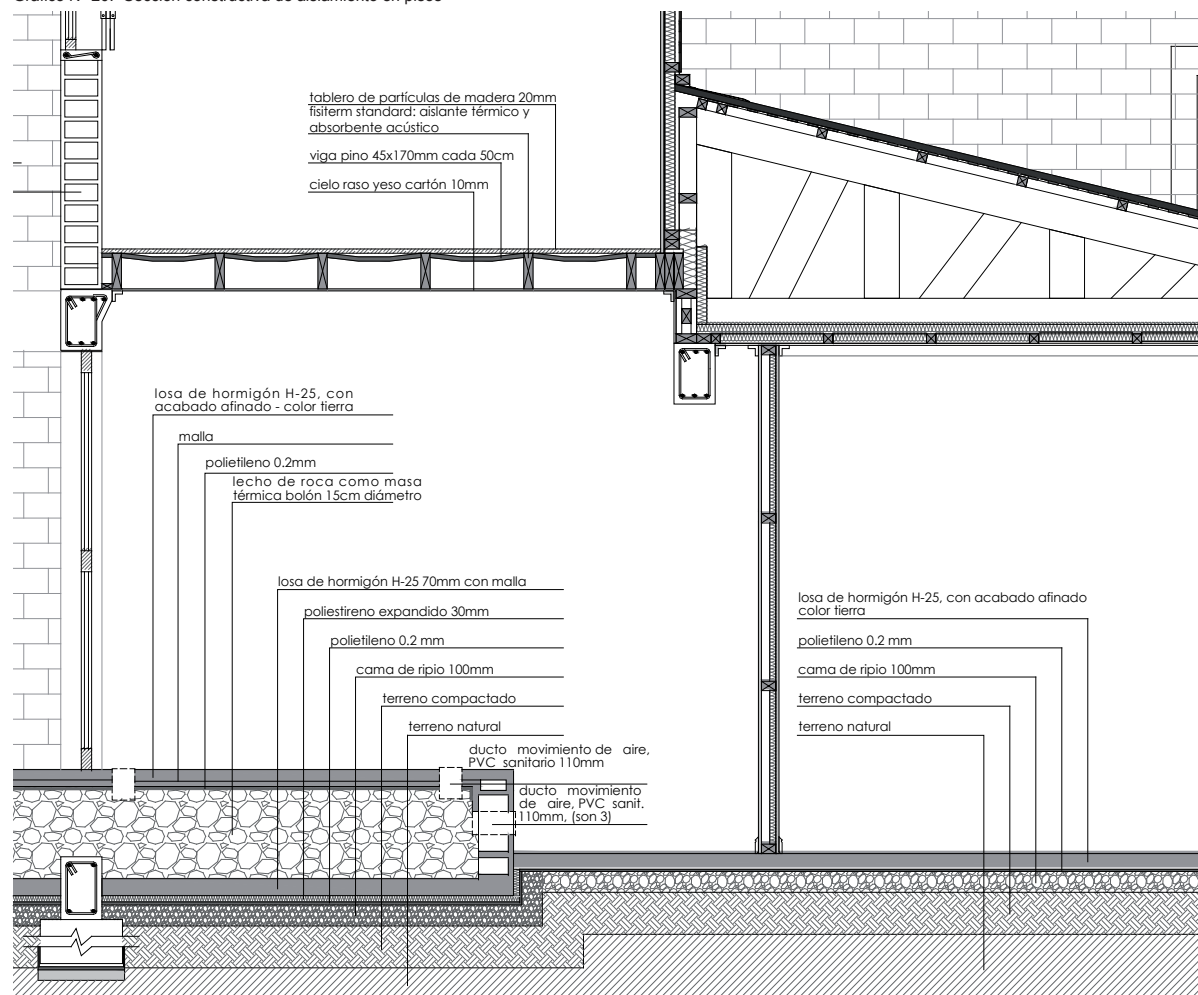 tablero de partículas de madera 20mm
fisiterm standard: aislante térmico y
absorbente acústico
viga pino 45x170mm cada 50cm
cielo raso yeso cartón 10mm
losa de hormigón H-25, con
acabado afinado - color tierra
malla
polietileno 0.2mm
lecho de roca como masa
térmica bolón 15cm diámetro
losa de hormigón H-25 70mm con malla
poliestireno expandido 30mm
polietileno 0.2 mm
cama de ripio 100mm
terreno compactado
terreno natural
ducto movimiento de aire,
PVC sanitario 110mm
ducto movimiento
de aire, PVC sanit.
110mm, (son 3)
losa de hormigón H-25, con acabado afinado
color tierra
polietileno 0.2 mm
cama de ripio 100mm
terreno compactado
terreno natural